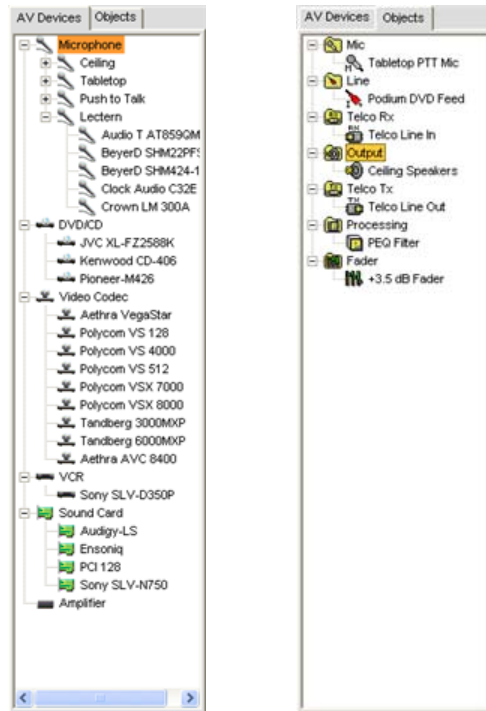 AV Devices Objects
Microphone
Ceiling
Tabletop
Push to Talk
Lectern
Audio T AT859QM
BeyerD SHM22PFS
BeyerD SHM424-1
Clock Audio C32E
Crown LM 300A
DVD/CD
JVC XL-FZ2588K
Kenwood CD-406
Pioneer-M426
Video Codec
Aethra VegaStar
Polycom VS 128
Polycom VS 4000
Polycom VS 512
Polycom VSX 7000
Polycom VSX 8000
Tandberg 3000MXP
Tandberg 6000MXP
Aethra AVC 8400
VCR
Sony SLV-D350P
Sound Card
Audigy-LS
Ensoniq
PCI 128
Sony SLV-N750
Amplifier
AV Devices Objects
Mic
Tabletop PTT Mic
Line
Podium DVD Feed
Telco Rx
Telco Line In
Output
Ceiling Speakers
Telco Tx
Telco Line Out
Processing
PEQ Filter
Fader
+3.5 dB Fader